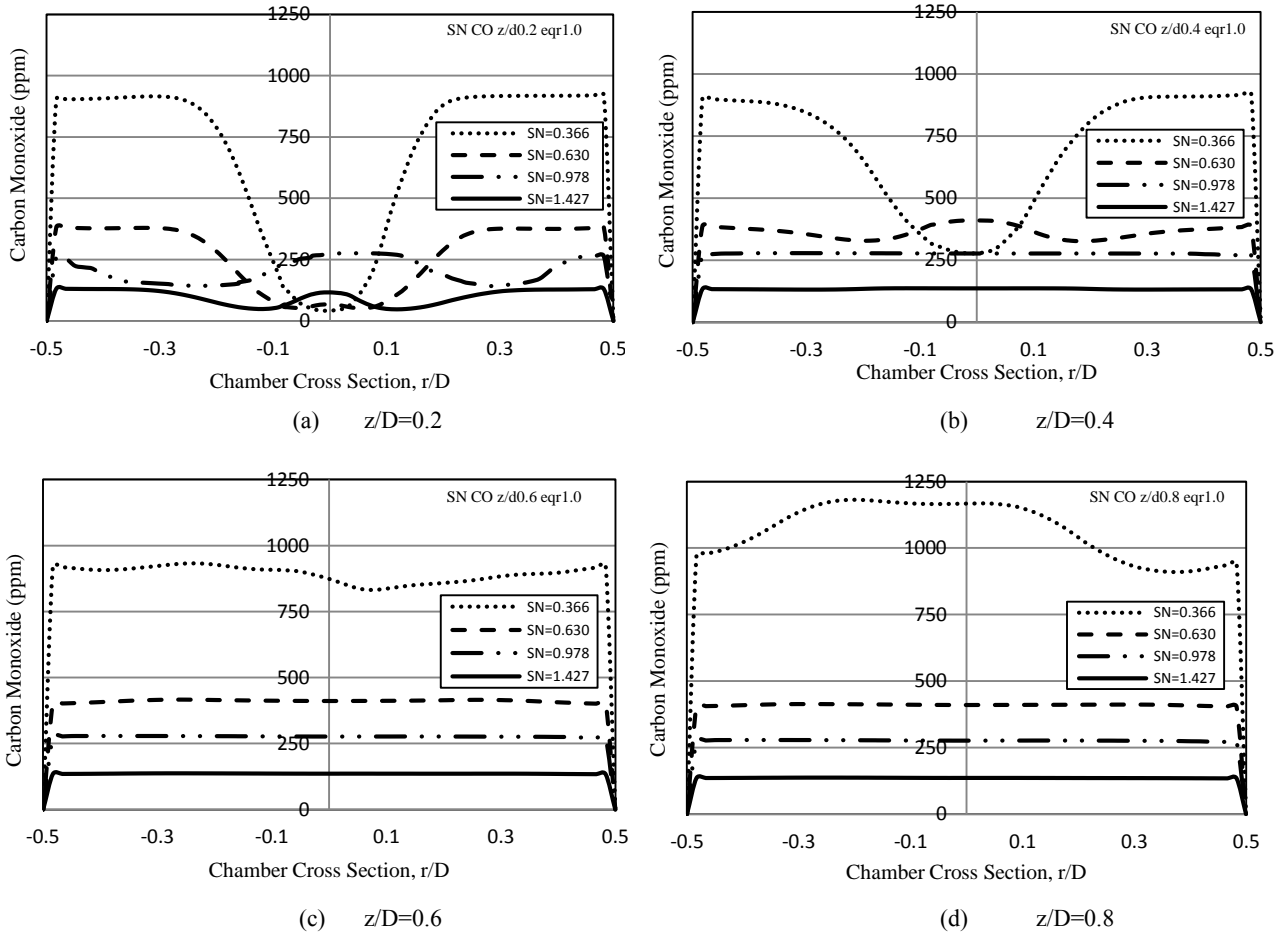 SN CO z/d0.2 eqr1.0
Carbon Monoxide (ppm)
1250
1000
750
500
250
0
SN=0.366
SN=0.630
SN=0.978
SN=1.427
-0.5
-0.3
-0.1
0.1
0.3
0.5
Chamber Cross Section, r/D
(a) z/D=0.2
SN CO z/d0.4 eqr1.0
Carbon Monoxide (ppm)
1250
1000
750
500
250
0
SN=0.366
SN=0.630
SN=0.978
SN=1.427
-0.5
-0.3
-0.1
0.1
0.3
0.5
Chamber Cross Section, r/D
(b) z/D=0.4
SN CO z/d0.6 eqr1.0
Carbon Monoxide (ppm)
1250
1000
750
500
250
0
SN=0.366
SN=0.630
SN=0.978
SN=1.427
-0.5
-0.3
-0.1
0.1
0.3
0.5
Chamber Cross Section, r/D
(c) z/D=0.6
SN CO z/d0.8 eqr1.0
Carbon Monoxide (ppm)
1250
1000
750
500
250
0
SN=0.366
SN=0.630
SN=0.978
SN=1.427
-0.5
-0.3
-0.1
0.1
0.3
0.5
Chamber Cross Section, r/D
(d) z/D=0.8